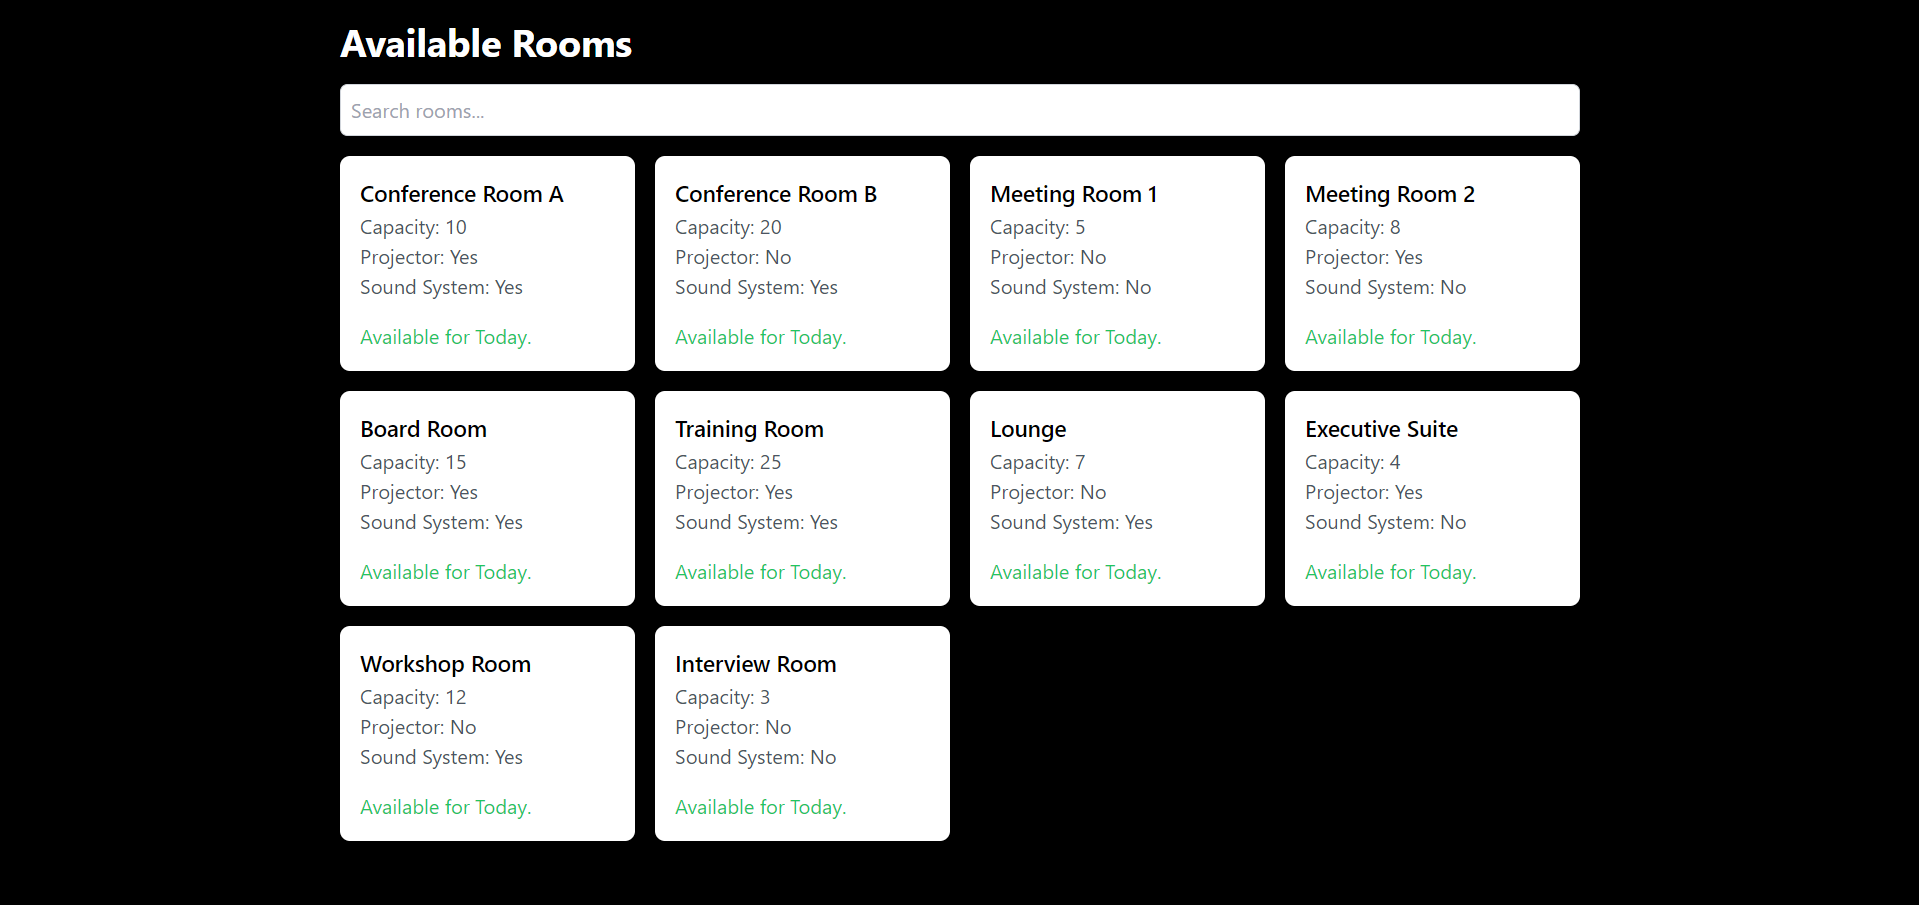 Available Rooms
Search rooms...
Conference Room A
Capacity: 10
Projector: Yes
Sound System: Yes
Available for Today.
Conference Room B
Capacity: 20
Projector: No
Sound System: Yes
Available for Today.
Meeting Room 1
Capacity: 5
Projector: No
Sound System: No
Available for Today.
Meeting Room 2
Capacity: 8
Projector: Yes
Sound System: No
Available for Today.
Board Room
Capacity: 15
Projector: Yes
Sound System: Yes
Available for Today.
Training Room
Capacity: 25
Projector: Yes
Sound System: Yes
Available for Today.
Lounge
Capacity: 7
Projector: No
Sound System: Yes
Available for Today.
Executive Suite
Capacity: 4
Projector: Yes
Sound System: No
Available for Today.
Workshop Room
Capacity: 12
Projector: No
Sound System: Yes
Available for Today.
Interview Room
Capacity: 3
Projector: No
Sound System: No
Available for Today.